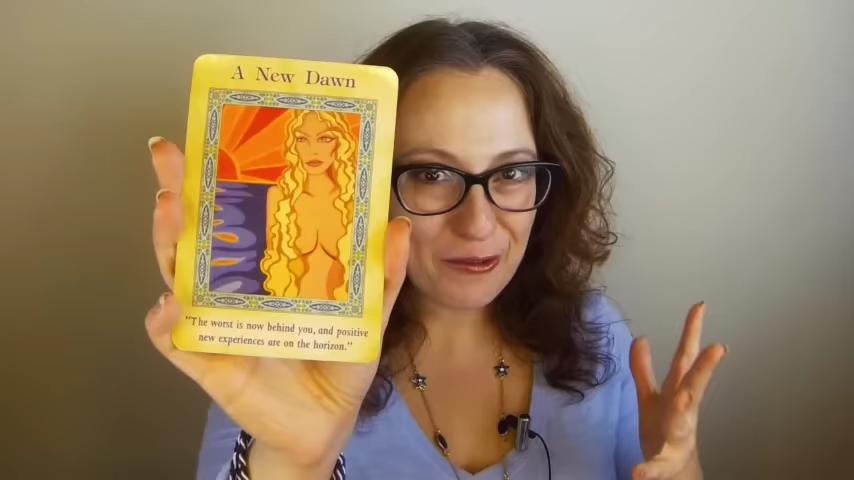 A New Dawn
"The worst is now behind you, and positive
new experiences are on the horizon."